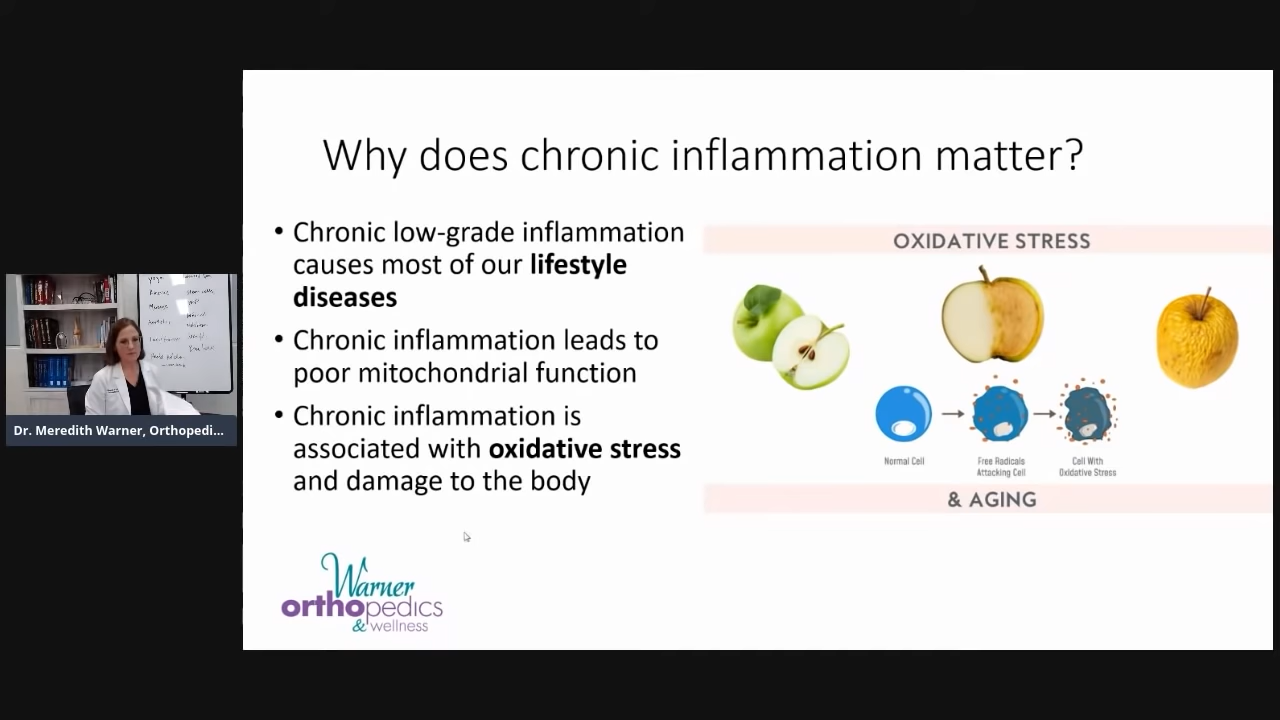 Why does chronic inflammation matter?
• Chronic low-grade inflammation
causes most of our lifestyle
diseases
• Chronic inflammation leads to
poor mitochondrial function
• Chronic inflammation is
associated with oxidative stress
and damage to the body
OXIDATIVE STRESS
Normal Cell
Free Radicals
Attacking Cell
Cell With
Oxidative Stress
& AGING
Warner
orthopedics
& wellness
Dr. Meredith Warner, Orthopedi...